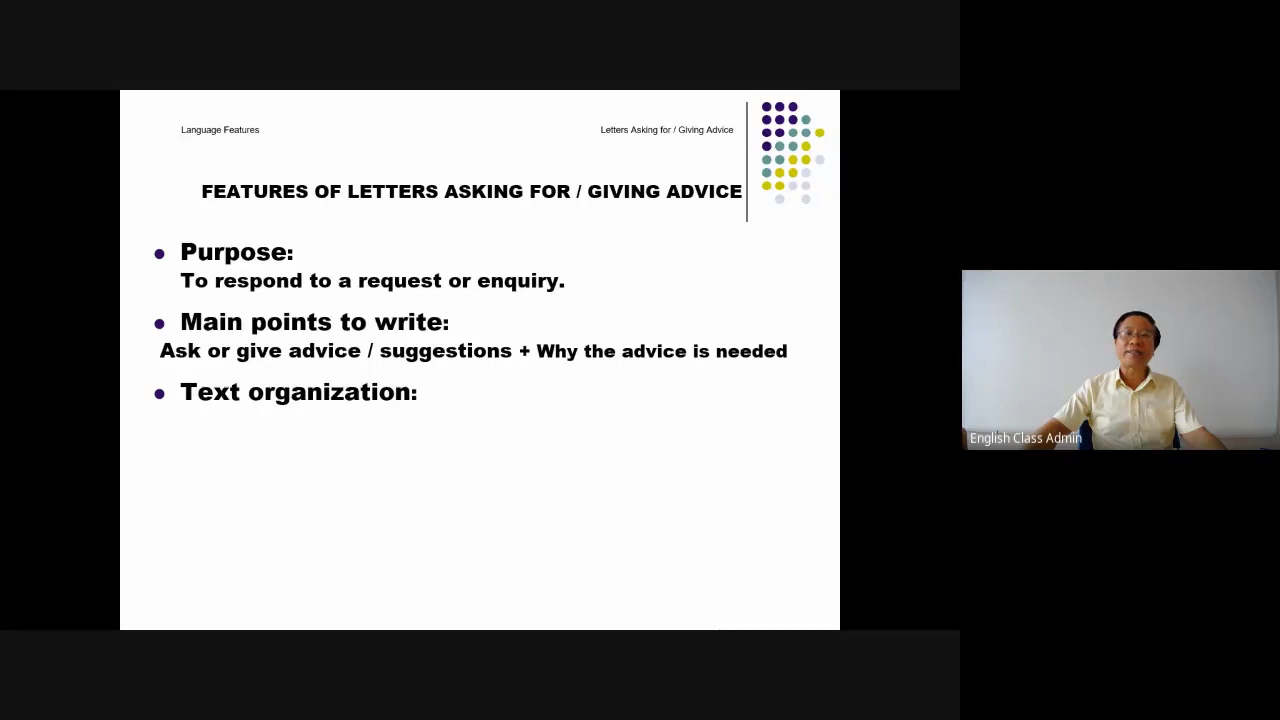 Language Features
Letters Asking for / Giving Advice
FEATURES OF LETTERS ASKING FOR / GIVING ADVICE
Purpose:
To respond to a request or enquiry.
Main points to write:
Ask or give advice / suggestions + Why the advice is needed
Text organization:
English Class Admin